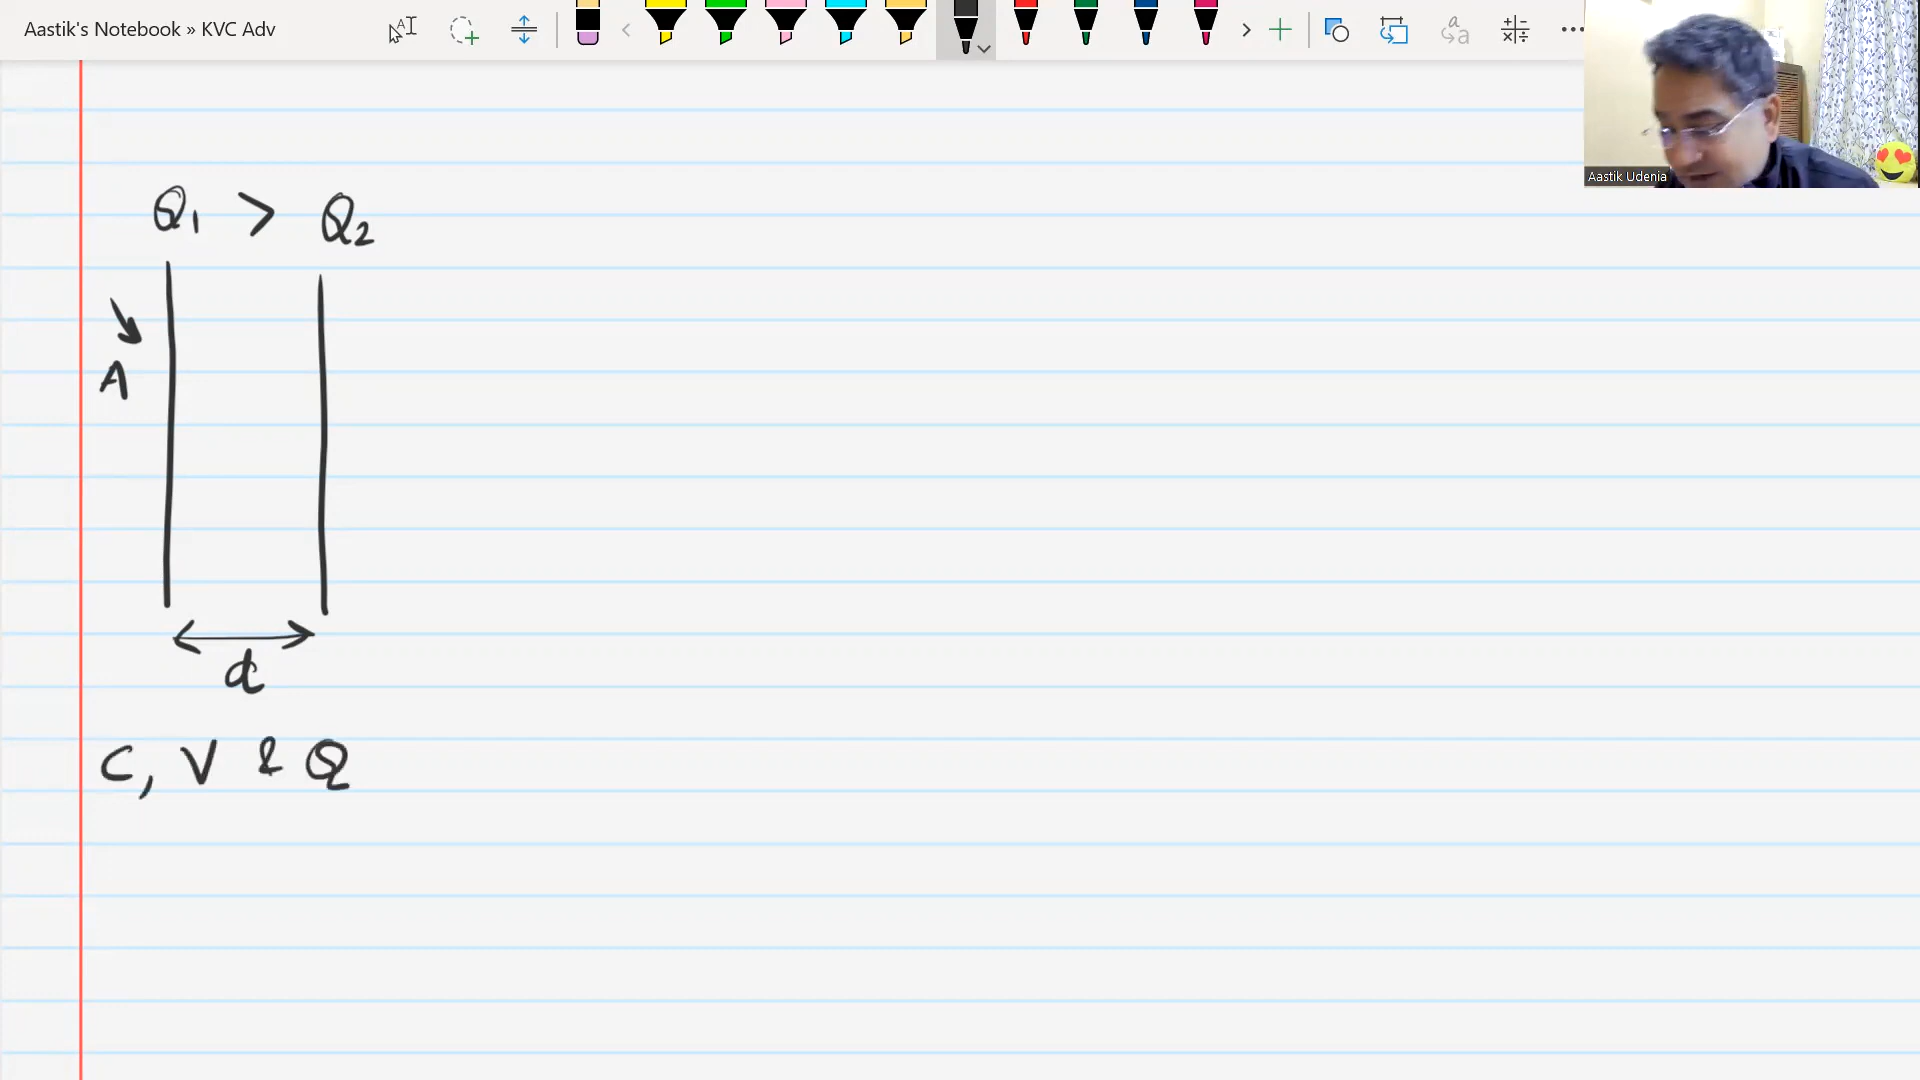 Aastik's Notebook » KVC Adv
Aastik Udenia
Q₁ > Q₂
A
d
C, V & Q